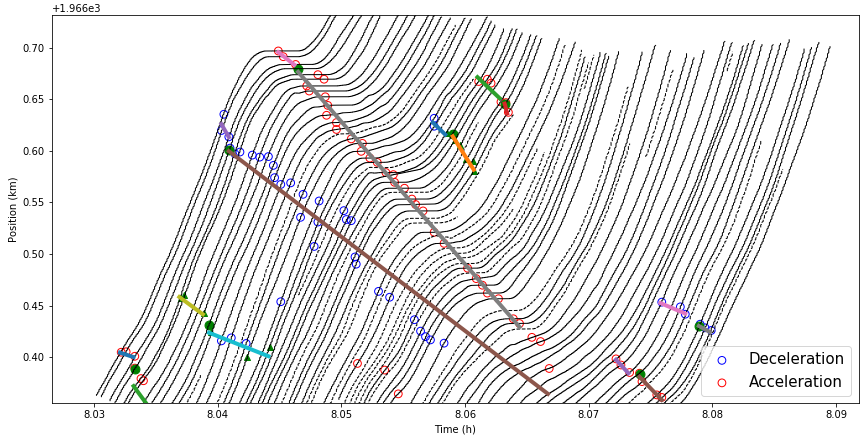 +1.966e3
0.70
0.65
0.60
0.55
0.50
0.45
0.40
Position (km)
8.03
8.04
8.05
8.06
8.07
8.08
8.09
Time (h)
Deceleration
Acceleration